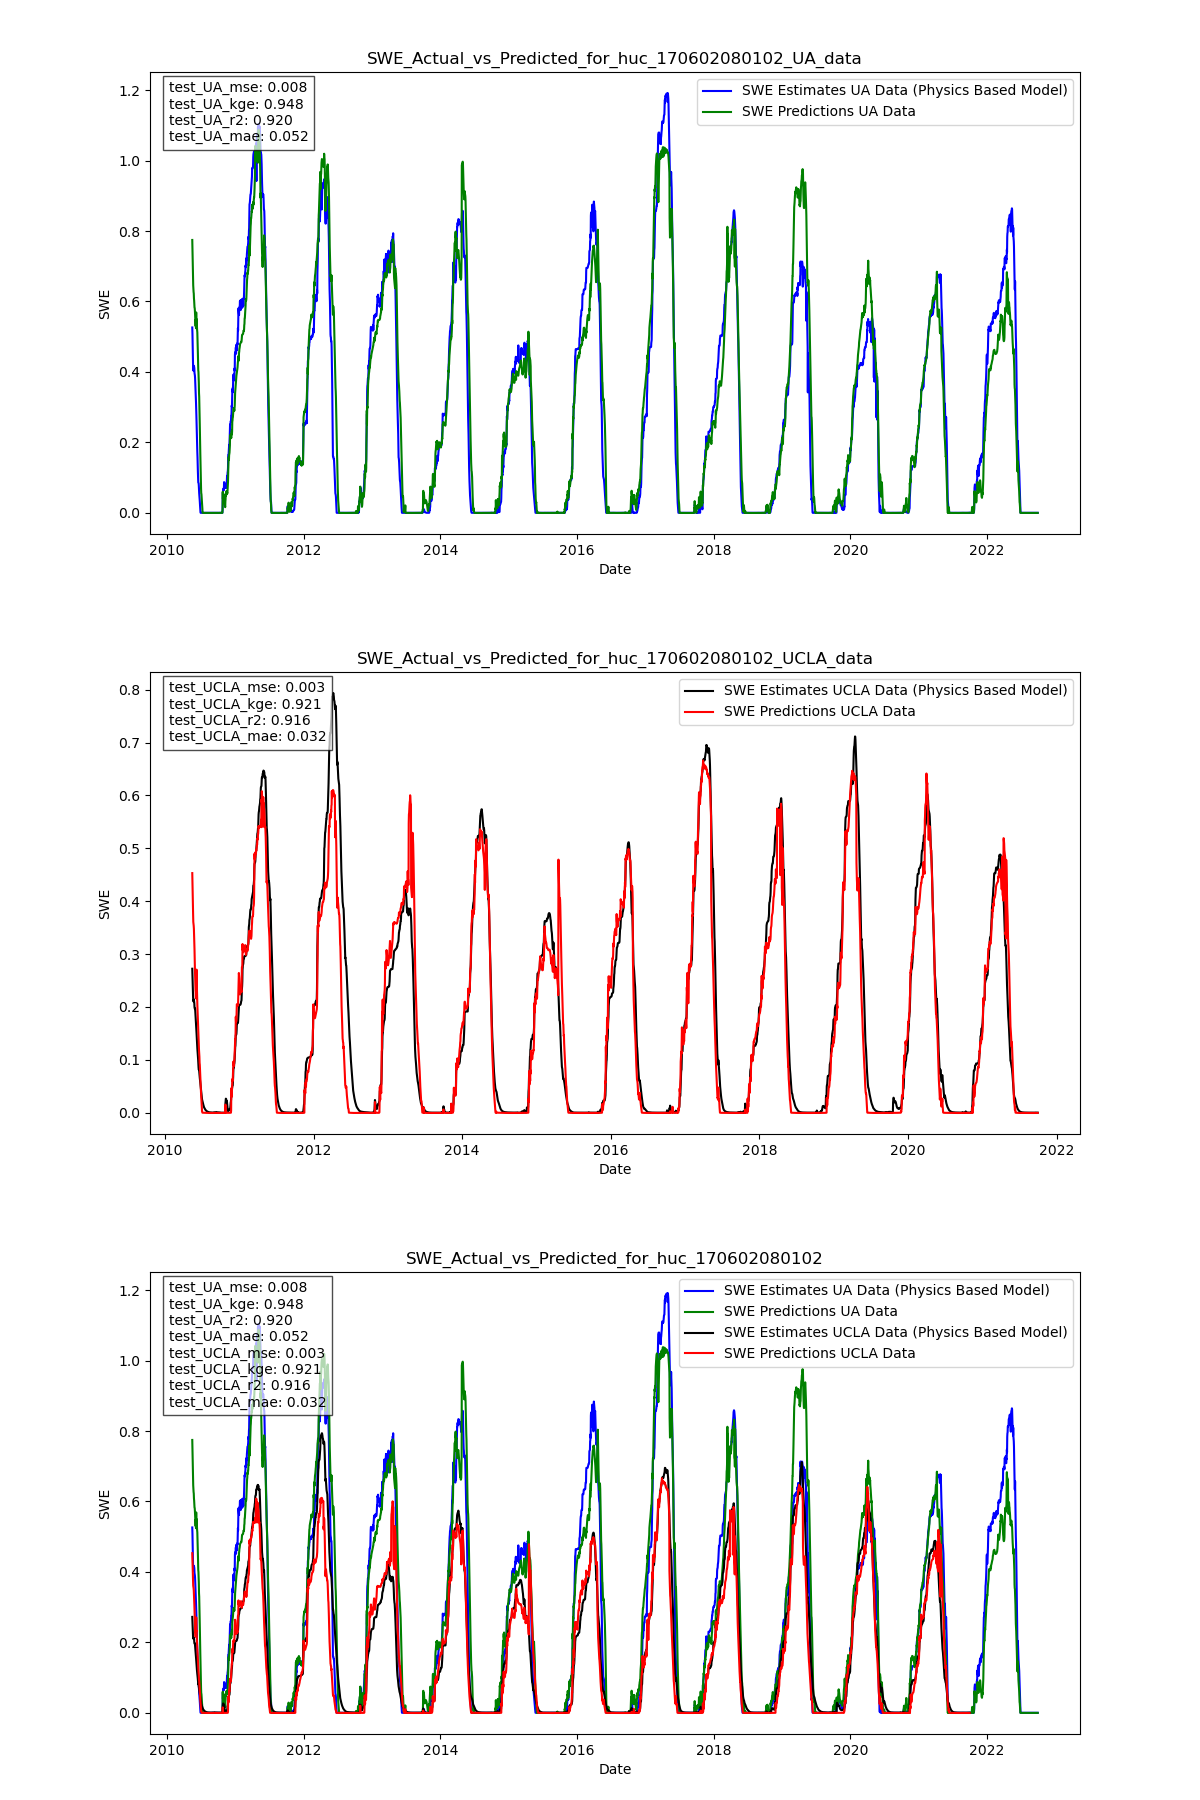 SWE_Actual_vs_Predicted_for_huc_170602080102_UA_data
test_UA_mse: 0.008
test_UA_kge: 0.948
test_UA_r2: 0.920
test_UA_mae: 0.052
SWE Estimates UA Data (Physics Based Model)
SWE Predictions UA Data
1.2
1.0
0.8
0.6
0.4
0.2
0.0
SWE
2010
2012
2014
2016
2018
2020
2022
Date
SWE_Actual_vs_Predicted_for_huc_170602080102_UCLA_data
test_UCLA_mse: 0.003
test_UCLA_kge: 0.921
test_UCLA_r2: 0.916
test_UCLA_mae: 0.032
SWE Estimates UCLA Data (Physics Based Model)
SWE Predictions UCLA Data
0.8
0.7
0.6
0.5
0.4
0.3
0.2
0.1
0.0
SWE
2010
2012
2014
2016
2018
2020
2022
Date
SWE_Actual_vs_Predicted_for_huc_170602080102
test_UA_mse: 0.008
test_UA_kge: 0.948
test_UA_r2: 0.920
test_UA_mae: 0.052
test_UCLA_mse: 0.003
test_UCLA_kge: 0.921
test_UCLA_r2: 0.916
test_UCLA_mae: 0.032
SWE Estimates UA Data (Physics Based Model)
SWE Predictions UA Data
SWE Estimates UCLA Data (Physics Based Model)
SWE Predictions UCLA Data
1.2
1.0
0.8
0.6
0.4
0.2
0.0
SWE
2010
2012
2014
2016
2018
2020
2022
Date